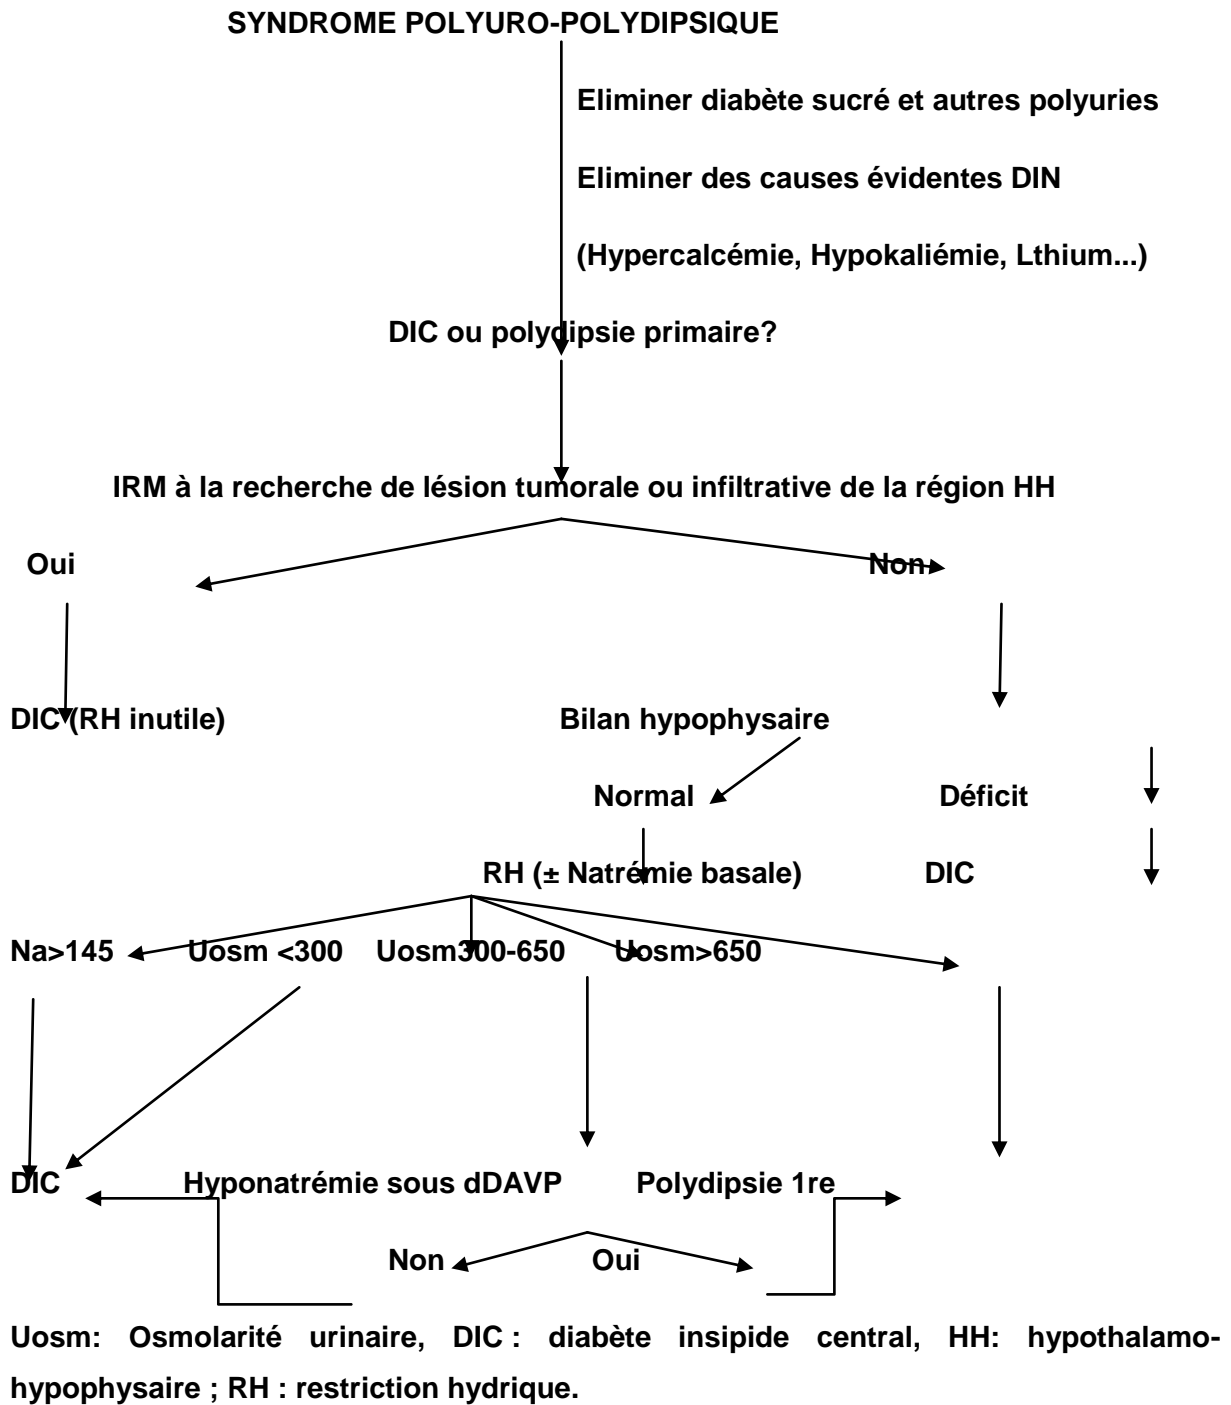 SYNDROME POLYURO-POLYDIPSIQUE
Eliminer diabète sucré et autres polyuries
Eliminer des causes évidentes DIN
(Hypercalcémie, Hypokaliémie, Lthium...)
DIC ou polydipsie primaire?
IRM à la recherche de lésion tumorale ou infiltrative de la région HH
Oui Non
DIC (RH inutile) Bilan hypophysaire
Normal Déficit
RH (± Natrémie basale) DIC
Na>145 Uosm <300 Uosm300-650 Uosm>650
DIC Hyponatrémie sous dDAVP Polydipsie 1re
Non Oui
Uosm: Osmolarité urinaire, DIC : diabète insipide central, HH: hypothalamo-
hypophysaire ; RH : restriction hydrique.